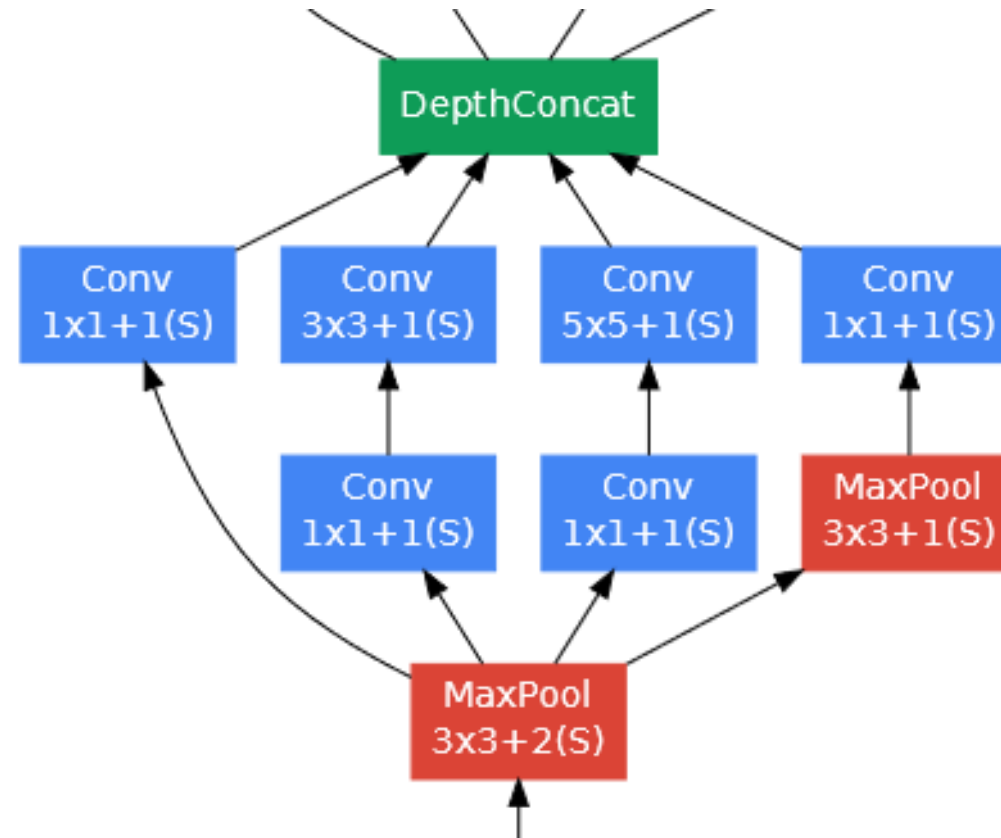 DepthConcat
Conv
1x1+1(S)
Conv
3x3+1(S)
Conv
5x5+1(S)
Conv
1x1+1(S)
Conv
1x1+1(S)
Conv
1x1+1(S)
MaxPool
3x3+1(S)
MaxPool
3x3+2(S)